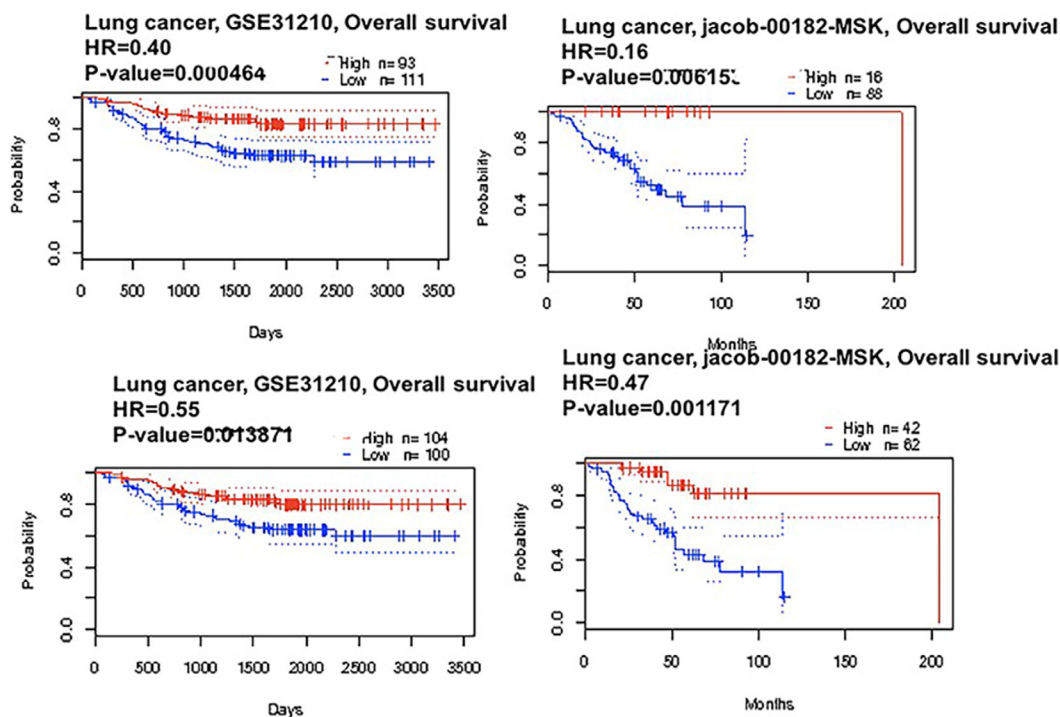 Lung cancer, GSE31210, Overall survival
HR=0.40
P-value=0.000464
High n= 93
Low n= 111
Probability
0.8
0.4
0.0
0 500 1000 1500 2000 2500 3000 3500
Days
Lung cancer, jacob-00182-MSK, Overall survival
HR=0.16
High n= 16
Low n= 88
Probability
0.8
0.4
0.0
0 50 100 150 200
Months
Lung cancer, GSE31210, Overall survival
HR=0.55
P-value=0.013871
High n= 104
Low n= 100
Probability
0.8
0.4
0.0
0 500 1000 1500 2000 2500 3000 3500
Days
Lung cancer, jacob-00182-MSK, Overall survival
HR=0.47
P-value=0.001171
High n= 42
Low n= 62
Probability
0.8
0.4
0.0
0 50 100 150 200
Months